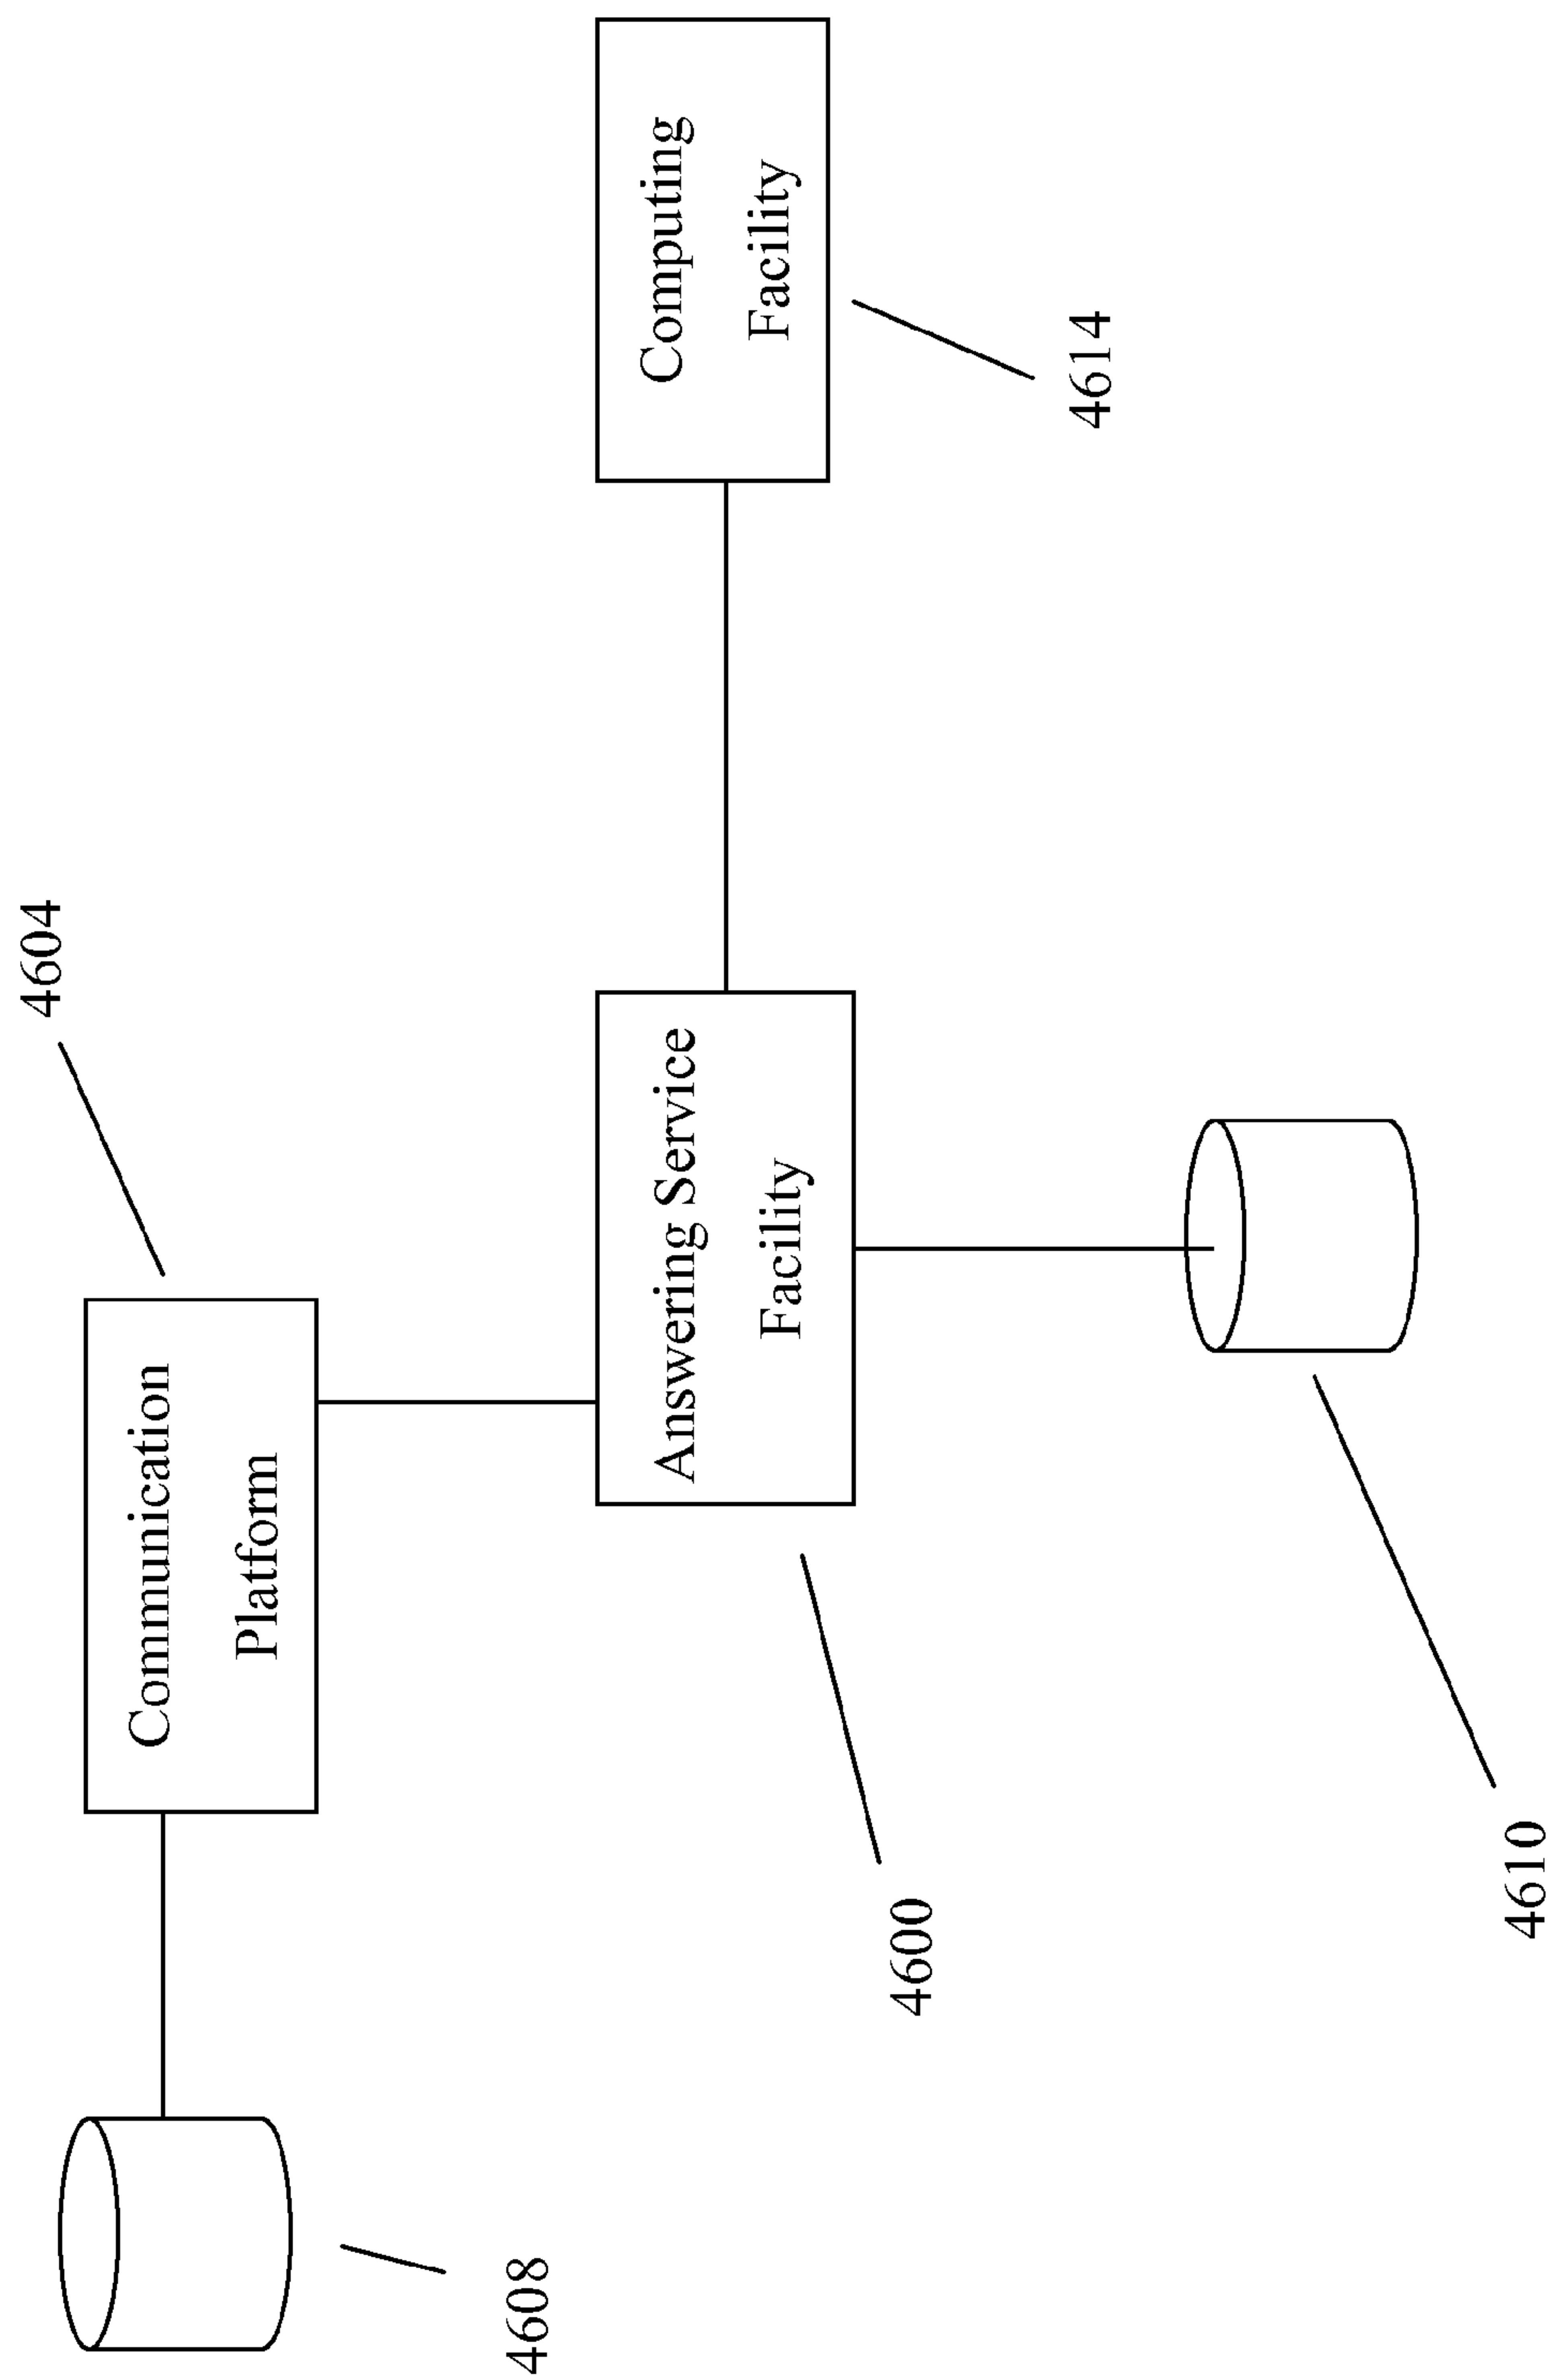 4604
Communication
Platform
4608
Answering Service
Facility
4600
Computing
Facility
4614
4610